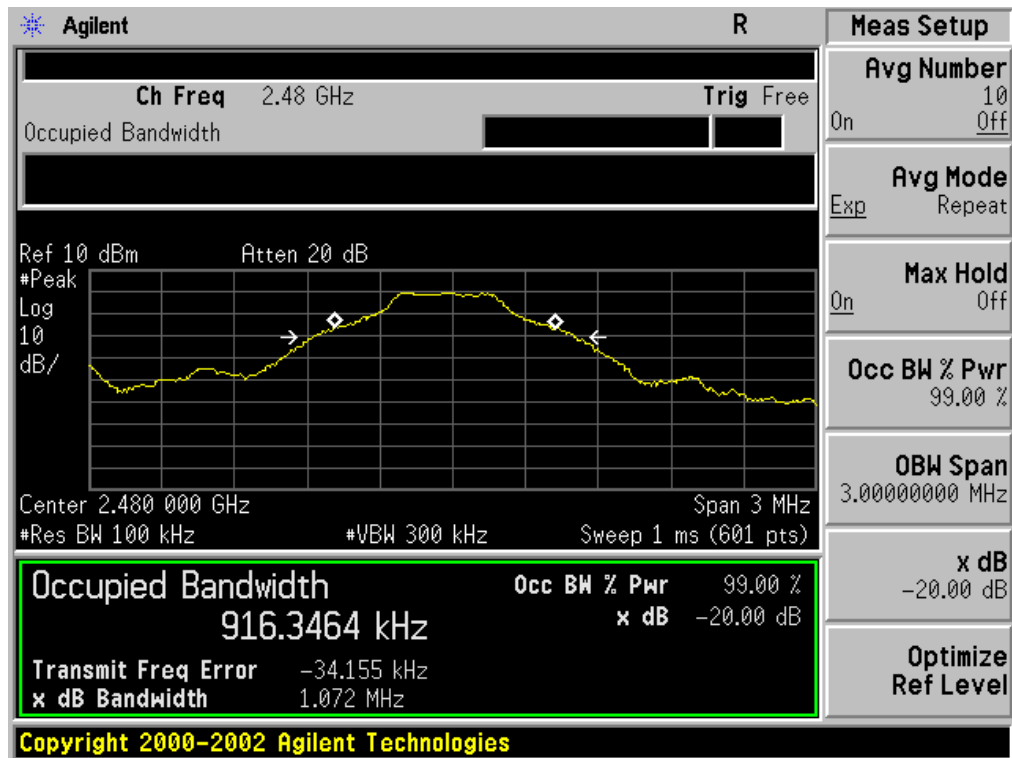 Agilent R
Ch Freq 2.48 GHz Trig Free
Occupied Bandwidth
Ref 10 dBm Atten 20 dB
#Peak
Log
10
dB/
Center 2.480 000 GHz Span 3 MHz
#Res BW 100 kHz #VBW 300 kHz Sweep 1 ms (601 pts)
Occupied Bandwidth
916.3464 kHz
Occ BW % Pwr 99.00 %
x dB -20.00 dB
Transmit Freq Error -34.155 kHz
x dB Bandwidth 1.072 MHz
Copyright 2000-2002 Agilent Technologies
Meas Setup
Avg Number
10
On Off
Avg Mode
Exp Repeat
Max Hold
On Off
Occ BW % Pwr
99.00 %
OBW Span
3.00000000 MHz
x dB
-20.00 dB
Optimize
Ref Level